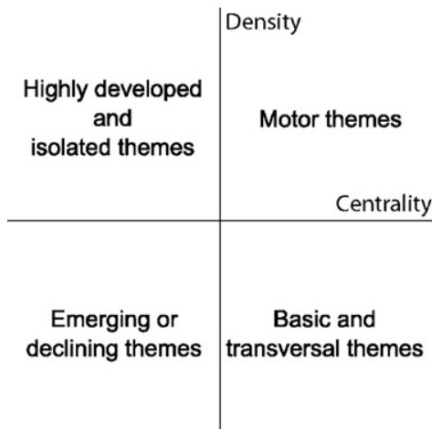 Density
Highly developed
and
isolated themes
Motor themes
Centrality
Emerging or
declining themes
Basic and
transversal themes